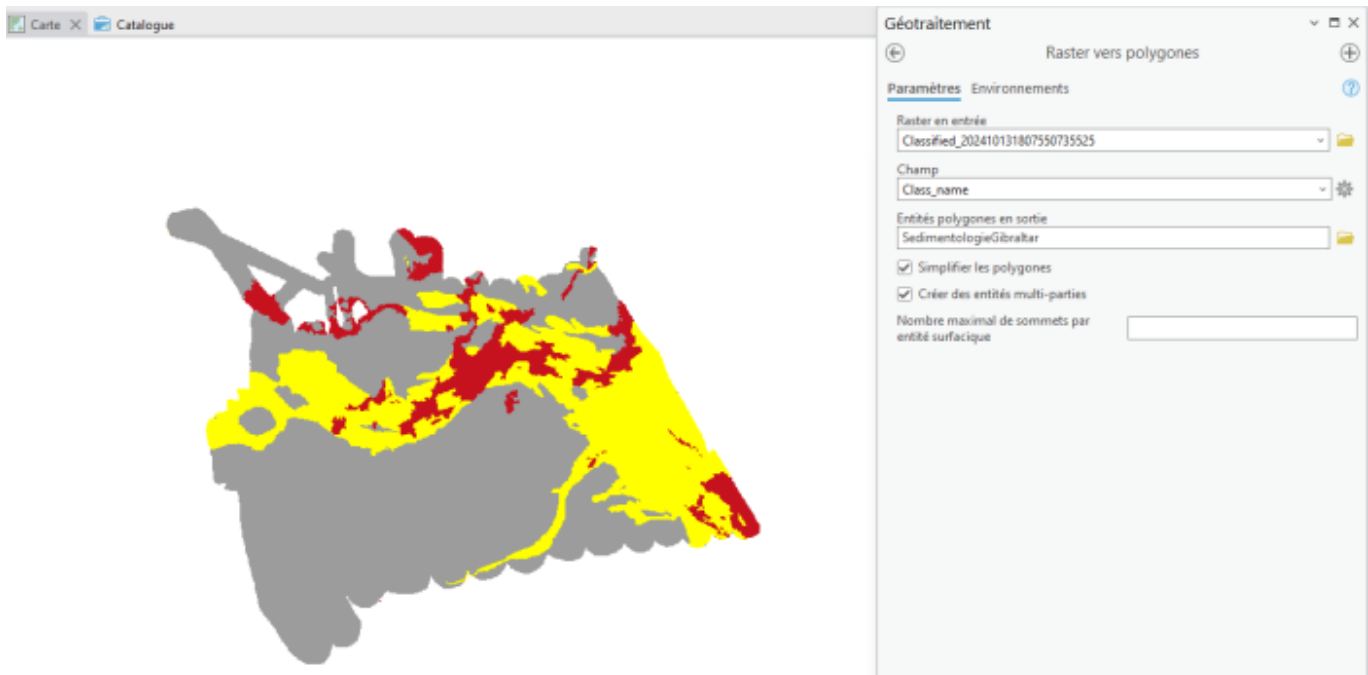 Carte
Catalogue
Géotraitement
Raster vers polygones
Paramètres Environnements
Raster en entrée
Classified_202410131807550735525
Champ
Class_name
Entités polygones en sortie
SedimentologieGibraltar
Simplifier les polygones
Créer des entités multi-parties
Nombre maximal de sommets par
entité surfacique